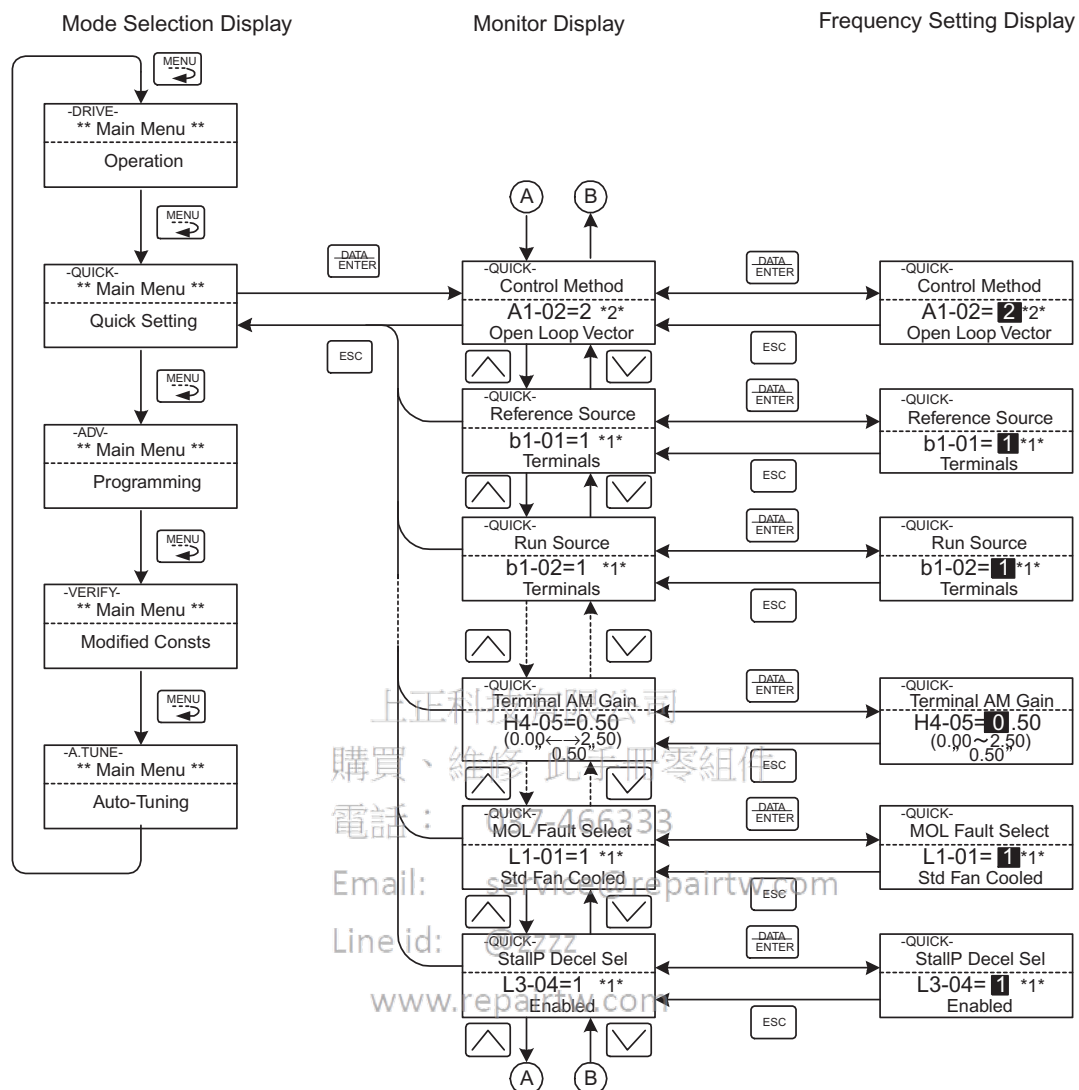 Mode Selection Display
Monitor Display
Frequency Setting Display
MENU
-DRIVE-
** Main Menu **
Operation
MENU
-QUICK-
** Main Menu **
Quick Setting
MENU
-ADV-
** Main Menu **
Programming
MENU
-VERIFY-
** Main Menu **
Modified Consts
MENU
-A.TUNE-
** Main Menu **
Auto-Tuning
A
B
DATA
ENTER
ESC
-QUICK-
Control Method
A1-02=2 *2*
Open Loop Vector
DATA
ENTER
ESC
-QUICK-
Control Method
A1-02= 2 *2*
Open Loop Vector
-QUICK-
Reference Source
b1-01=1 *1*
Terminals
DATA
ENTER
ESC
-QUICK-
Reference Source
b1-01= 1 *1*
Terminals
-QUICK-
Run Source
b1-02=1 *1*
Terminals
DATA
ENTER
ESC
-QUICK-
Run Source
b1-02= 1 *1*
Terminals
-QUICK-
Terminal AM Gain
H4-05=0.50
(0.00←→2.50)
"0.50"
DATA
ENTER
ESC
-QUICK-
Terminal AM Gain
H4-05= 0.50
(0.00~2.50)
"0.50"
-QUICK-
MOL Fault Select
L1-01=1 *1*
Std Fan Cooled
DATA
ENTER
ESC
-QUICK-
MOL Fault Select
L1-01= 1 *1*
Std Fan Cooled
-QUICK-
StallP Decel Sel
L3-04=1 *1*
Enabled
DATA
ENTER
ESC
-QUICK-
StallP Decel Sel
L3-04= 1 *1*
Enabled
A
B
上正科技有限公司
購買、維修 此手冊零組件
電話： 037-466333
Email: service@repairtw.com
Line id: @zzzz
www.repairtw.com